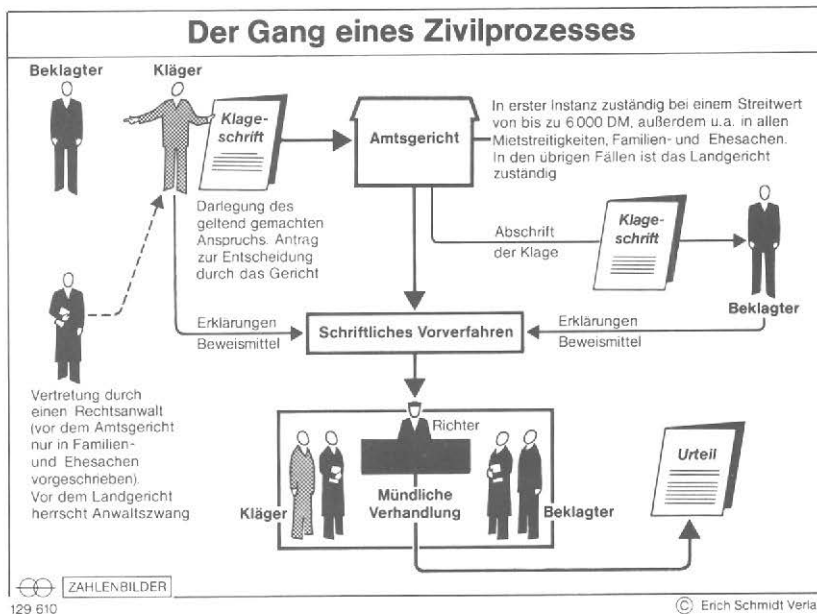 Der Gang eines Zivilprozesses
Beklagter
Kläger
Klage-
schrift
Amtsgericht
In erster Instanz zuständig bei einem Streitwert
von bis zu 6 000 DM, außerdem u.a. in allen
Mietstreitigkeiten, Familien- und Ehesachen.
In den übrigen Fällen ist das Landgericht
zuständig
Darlegung des
geltend gemachten
Anspruchs. Antrag
zur Entscheidung
durch das Gericht
Abschrift
der Klage
Klage-
schrift
Beklagter
Erklärungen
Beweismittel
Schriftliches Vorverfahren
Erklärungen
Beweismittel
Vertretung durch
einen Rechtsanwalt
(vor dem Amtsgericht
nur in Familien-
und Ehesachen
vorgeschrieben).
Vor dem Landgericht
herrscht Anwaltszwang
Richter
Kläger
Mündliche
Verhandlung
Beklagter
Urteil
ZAHLENBILDER
129 610
© Erich Schmidt Verla